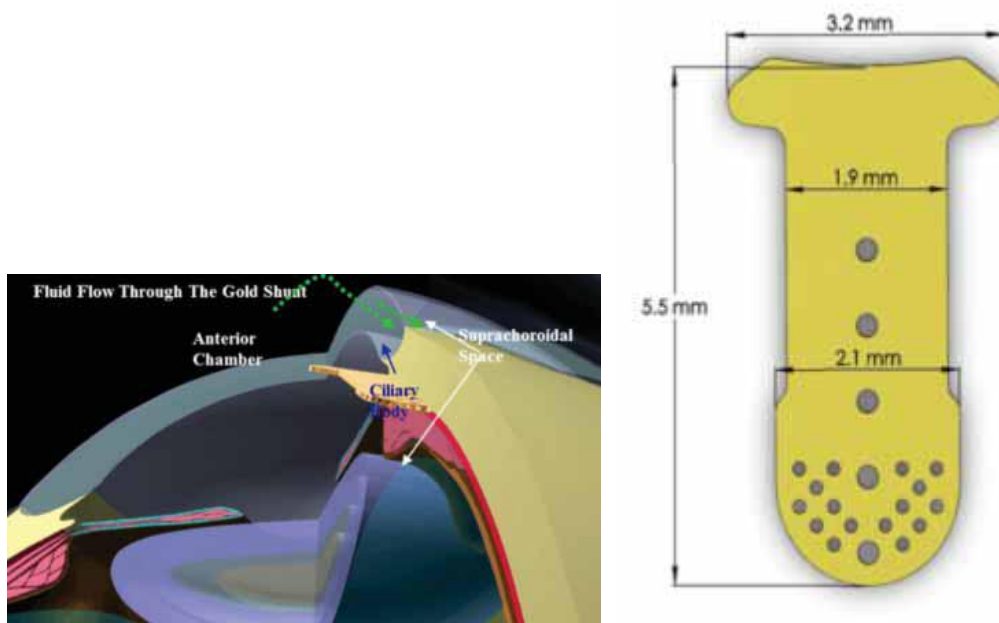 Fluid Flow Through The Gold Shunt
Anterior
Chamber
Suprachoroidal
Space
Ciliary
Body
3.2 mm
1.9 mm
5.5 mm
2.1 mm